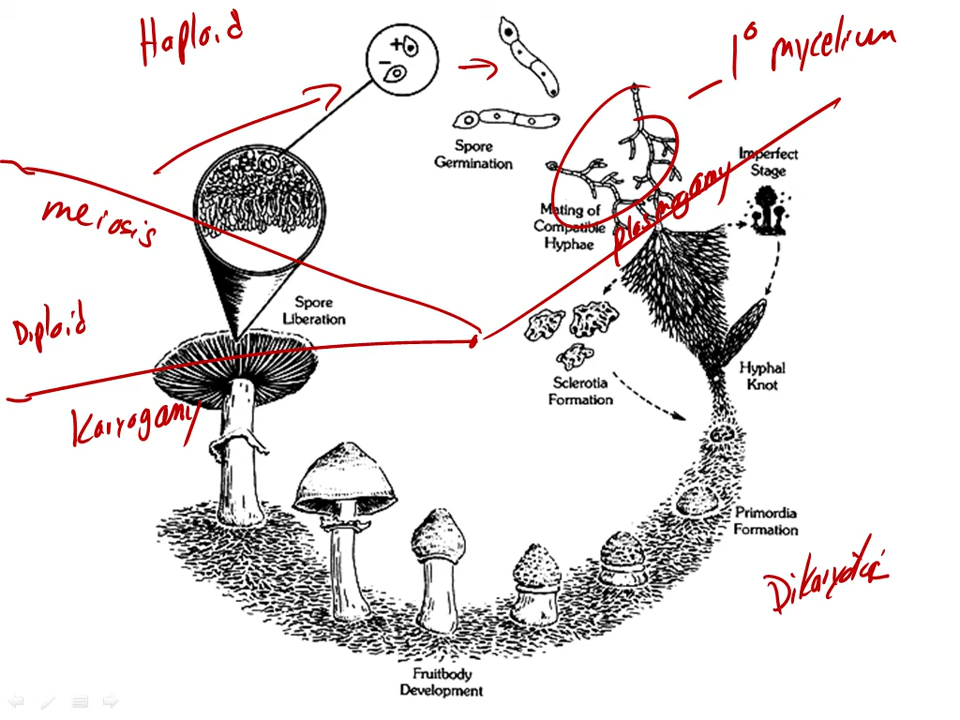 Haploid
+
-
1° mycelium
Spore
Germination
Imperfect
Stage
Mating of
Compatible
Hyphae
plasmogamy
meiosis
Spore
Liberation
Diploid
Sclerotia
Formation
Hyphal
Knot
Karyogamy
Primordia
Formation
Dikaryotic
Fruitbody
Development